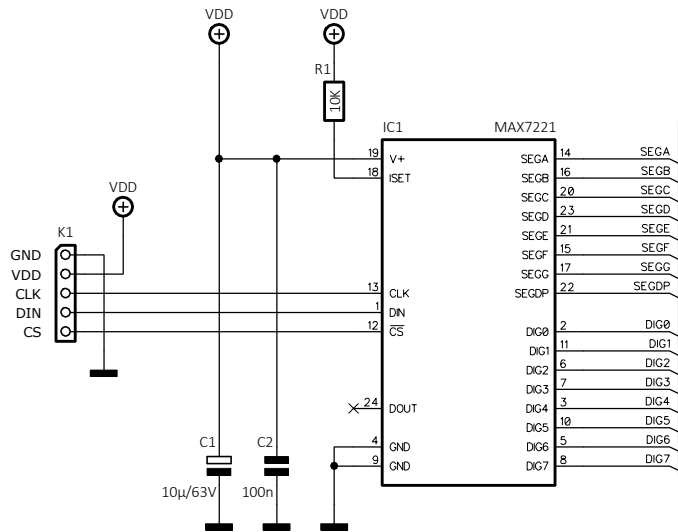 VDD
VDD
R1
10K
IC1 MAX7221
19 V+ SEGA 14 SEGA
18 ISET SEGB 16 SEGB
SEGC 20 SEGC
VDD SEGD 23 SEGD
K1 SEGE 21 SEGE
GND SEGF 15 SEGF
VDD SEGG 17 SEGG
CLK 13 CLK SEGDP 22 SEGDP
DIN 1 DIN
CS 12 CS DIG0 2 DIG0
DIG1 11 DIG1
DIG2 6 DIG2
DIG3 7 DIG3
24 DOUT DIG4 3 DIG4
DIG5 10 DIG5
C1 C2 4 GND DIG6 5 DIG6
9 GND DIG7 8 DIG7
10µ/63V 100n